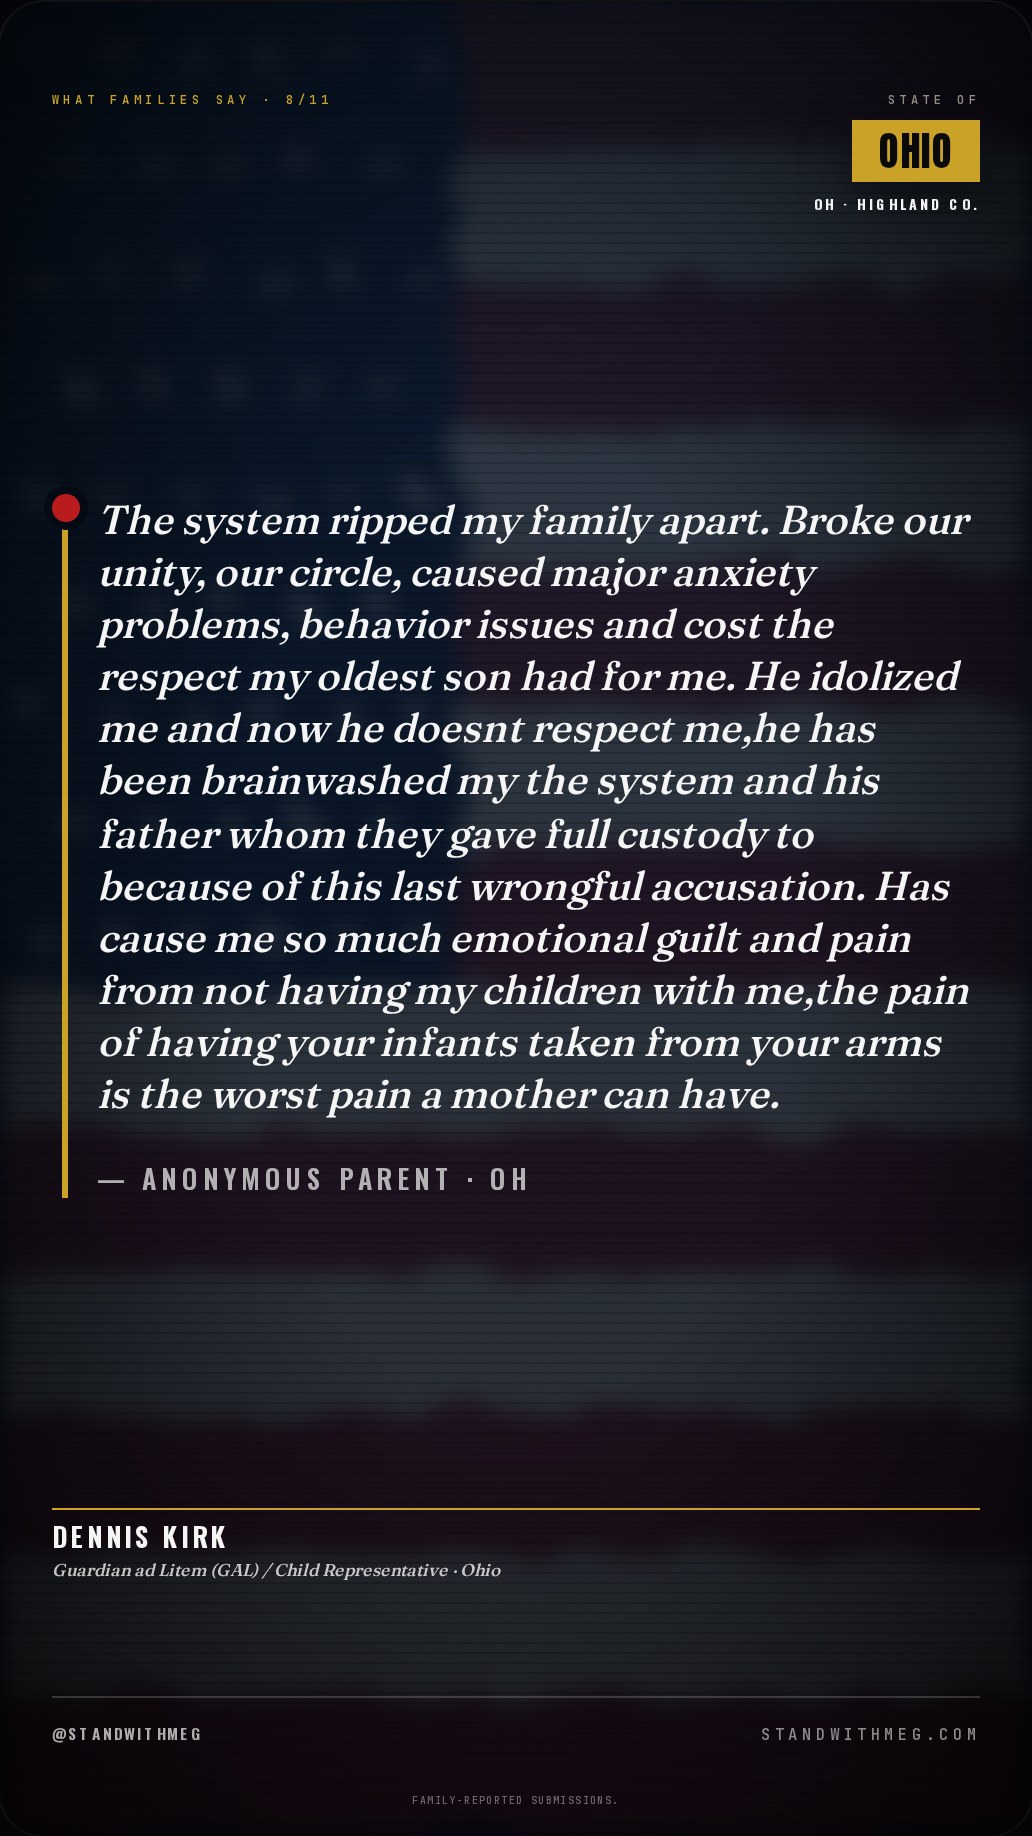 WHAT FAMILIES SAY · 8/11
STATE OF
OHIO
OH · HIGHLAND CO.
The system ripped my family apart. Broke our
unity, our circle, caused major anxiety
problems, behavior issues and cost the
respect my oldest son had for me. He idolized
me and now he doesnt respect me,he has
been brainwashed my the system and his
father whom they gave full custody to
because of this last wrongful accusation. Has
cause me so much emotional guilt and pain
from not having my children with me,the pain
of having your infants taken from your arms
is the worst pain a mother can have.
— ANONYMOUS PARENT · OH
DENNIS KIRK
Guardian ad Litem (GAL) / Child Representative · Ohio
@STANDWITHMEG
STANDWITHMEG.COM
FAMILY-REPORTED SUBMISSIONS.